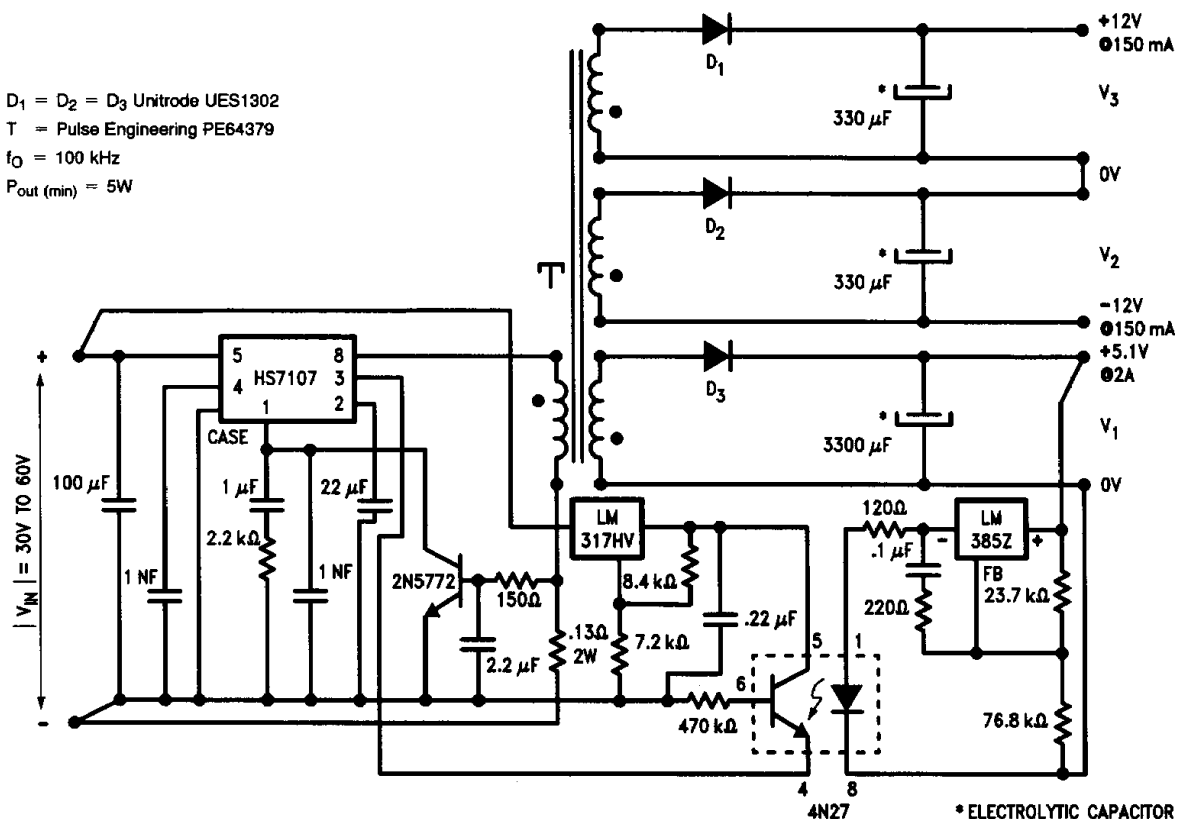 D1 = D2 = D3 Unitrode UES1302
T = Pulse Engineering PE64379
fO = 100 kHz
Pout (min) = 5W
D1
+12V
@150 mA
*
330 μF
V3
0V
D2
T
*
330 μF
V2
-12V
@150 mA
+5.1V
@2A
D3
*
3300 μF
V1
0V
+
5
8
HS7107
4
3
1
2
CASE
|VIN| = 30V TO 60V
100 μF
1 μF
22 μF
2.2 kΩ
1 NF
1 NF
2N5772
150Ω
2.2 μF
.13Ω
2W
LM
317HV
8.4 kΩ
7.2 kΩ
.22 μF
120Ω
.1 μF
-
LM
385Z
+
FB
220Ω
23.7 kΩ
5
1
6
470 kΩ
76.8 kΩ
-
4
8
4N27
* ELECTROLYTIC CAPACITOR